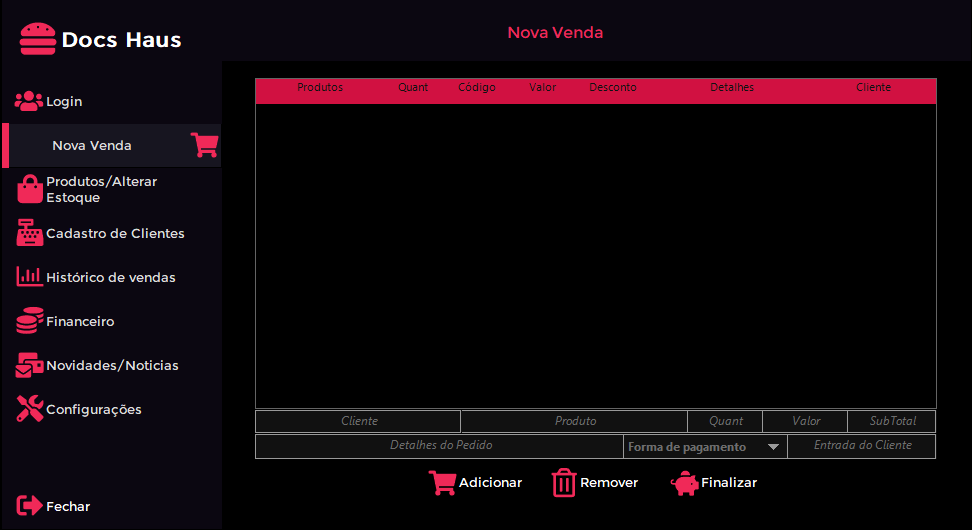 Docs Haus
Nova Venda
Login
Nova Venda
Produtos/Alterar
Estoque
Cadastro de Clientes
Histórico de vendas
Financeiro
Novidades/Noticias
Configurações
Fechar
Produtos Quant Código Valor Desconto Detalhes Cliente
Cliente Produto Quant Valor SubTotal
Detalhes do Pedido Forma de pagamento Entrada do Cliente
Adicionar Remover Finalizar